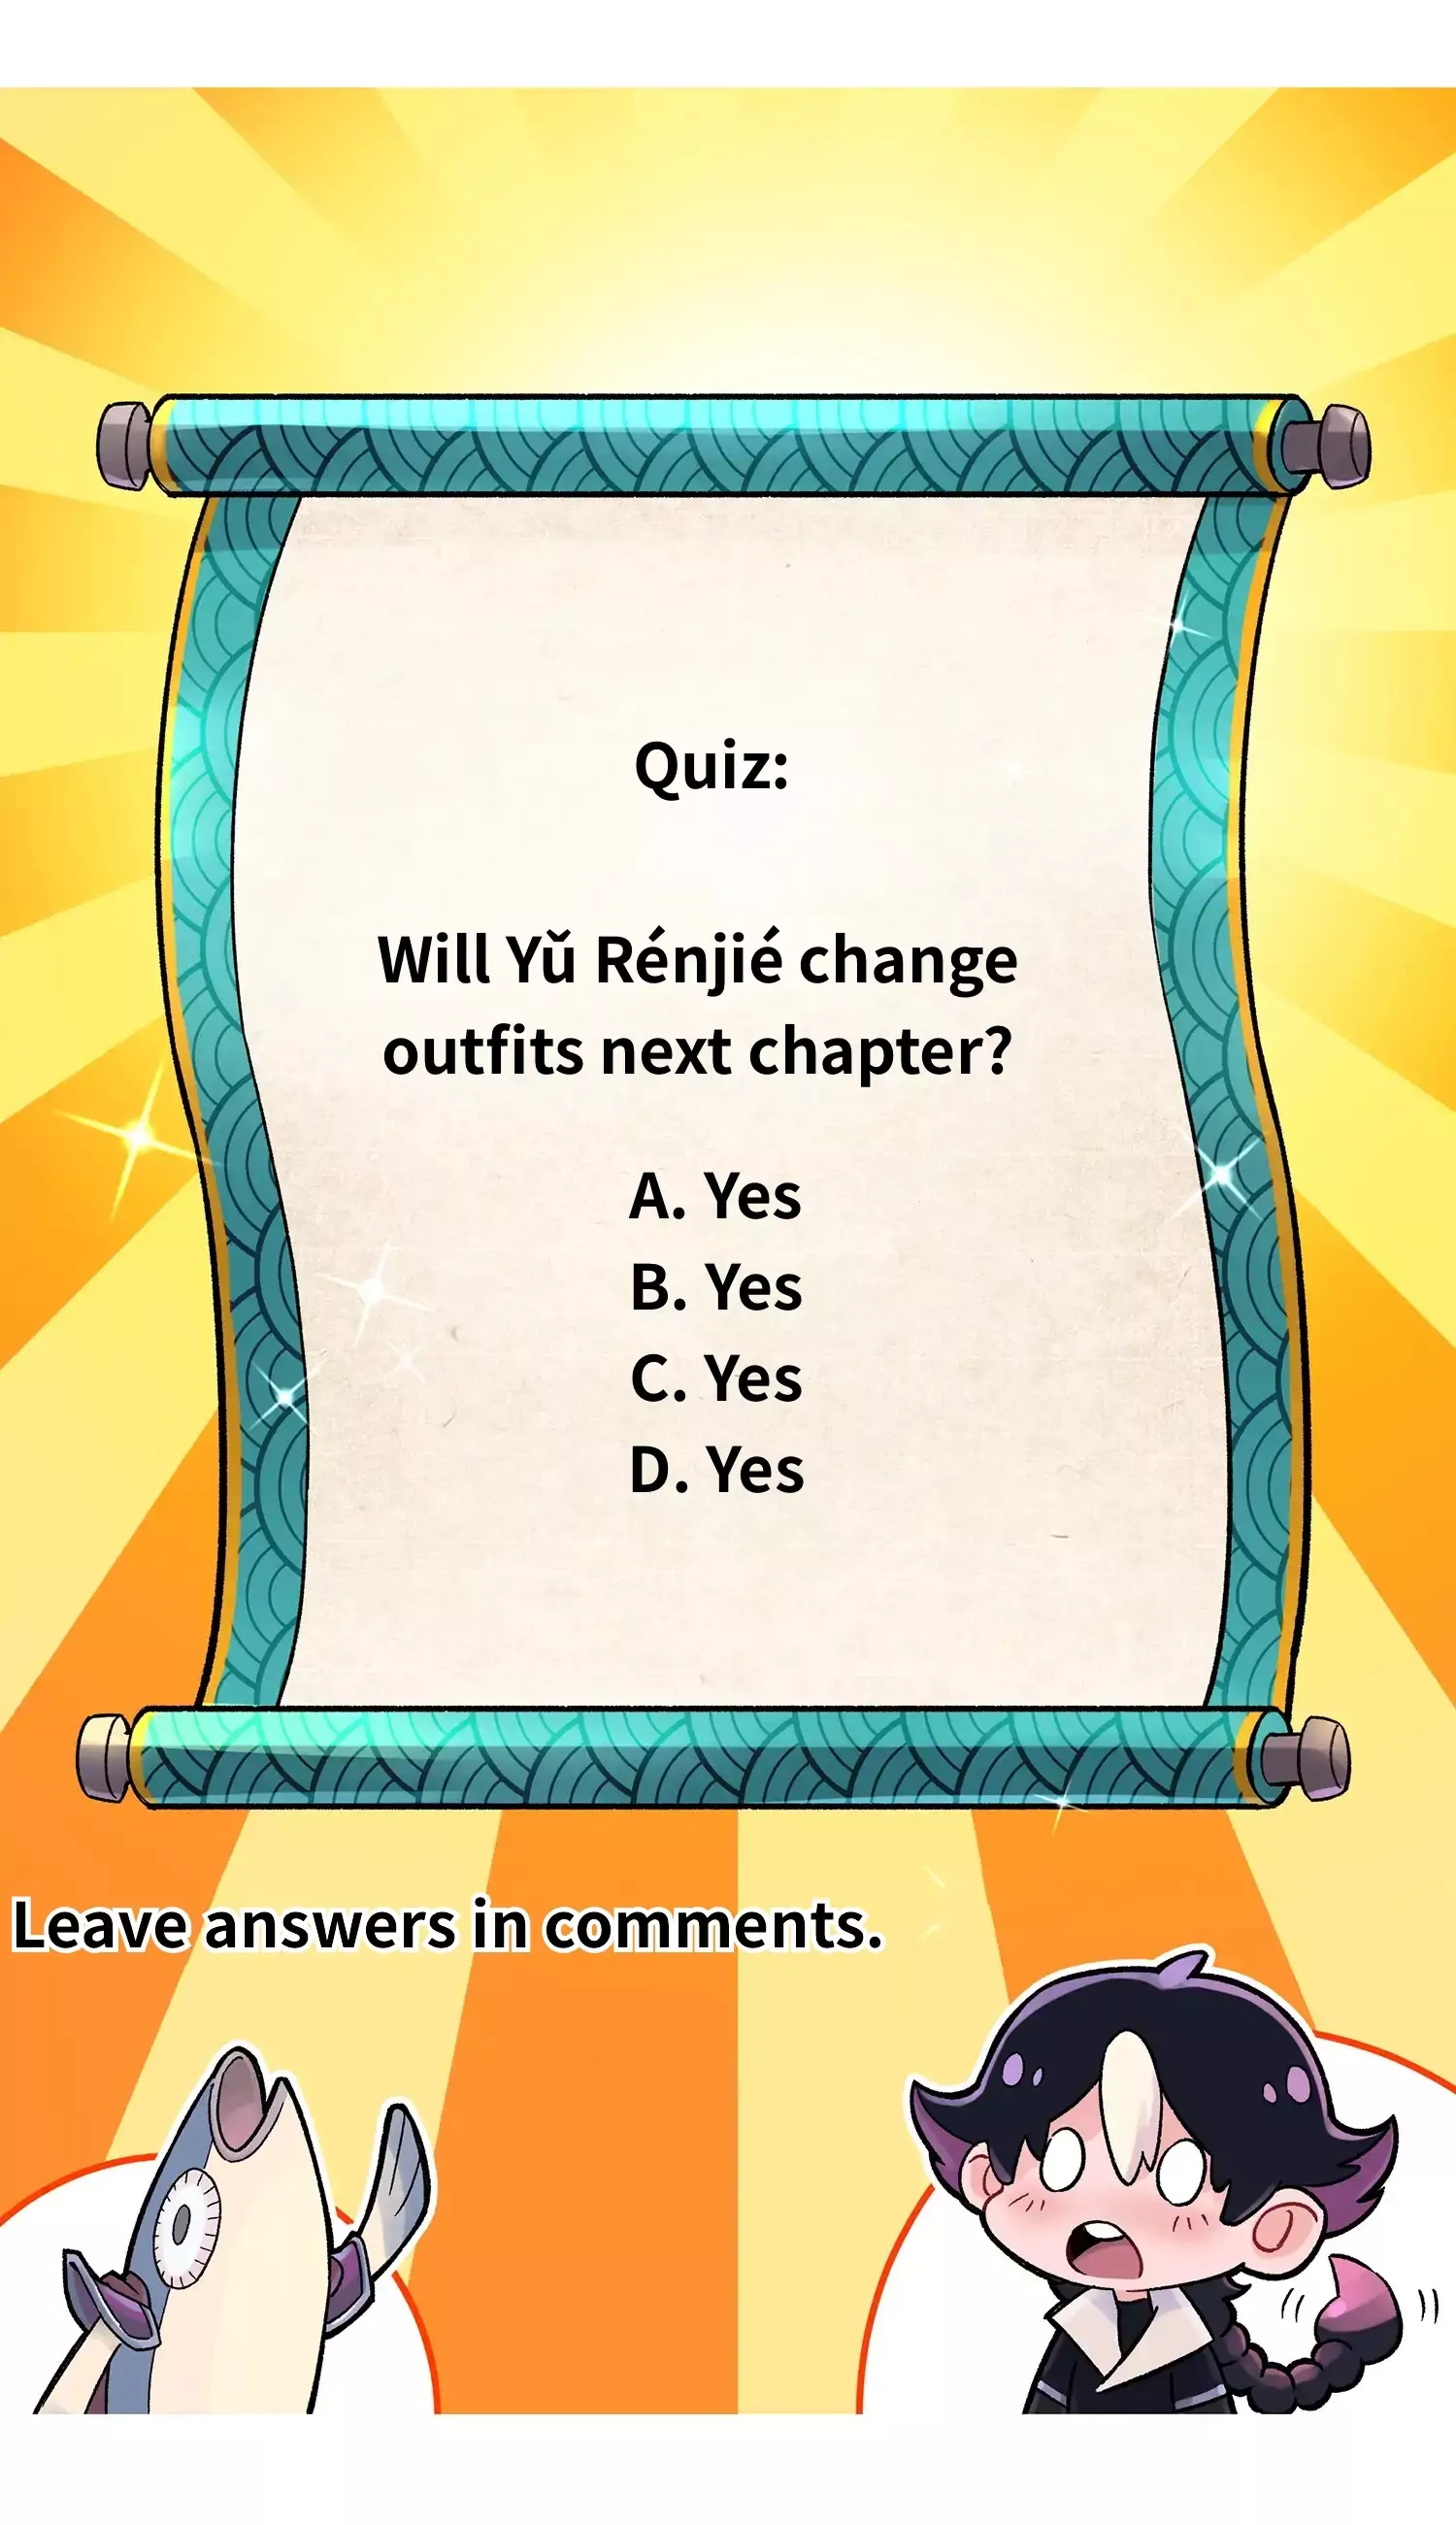 Quiz:
Will Yǔ Rénjié change
outfits next chapter?
A. Yes
B. Yes
C. Yes
D. Yes
Leave answers in comments.